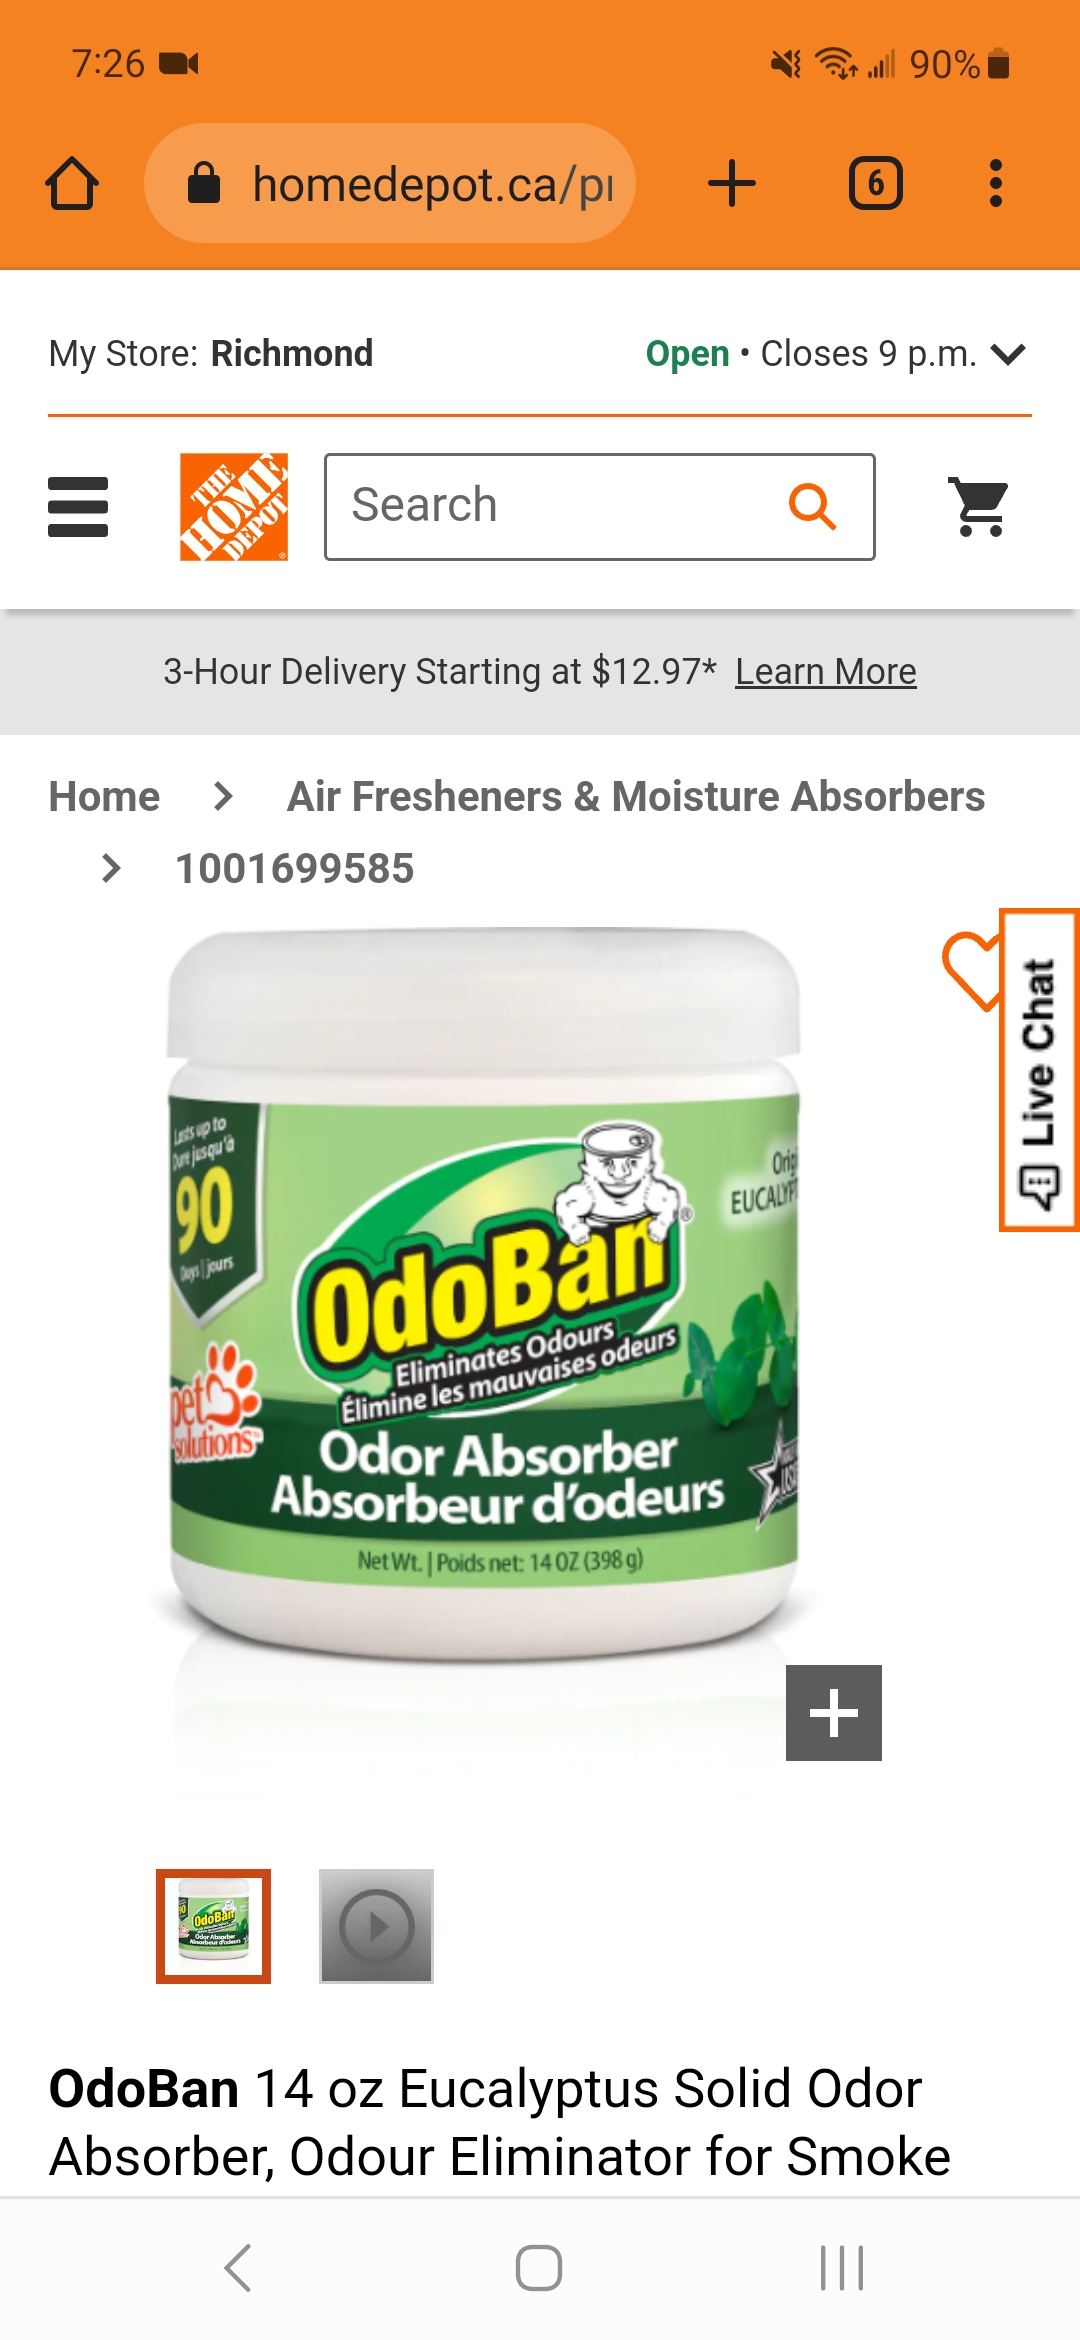 7:26
90%
homedepot.ca/pr
6
My Store: Richmond
Open • Closes 9 p.m.
THE
HOME
DEPOT
Search
3-Hour Delivery Starting at $12.97* Learn More
Home > Air Fresheners & Moisture Absorbers
> 1001699585
Live Chat
Lasts up to
Dure jusqu'à
90
Days | jours
OdoBan®
Eliminates Odours
Élimine les mauvaises odeurs
pet
solutions
Odor Absorber
Absorbeur d'odeurs
Net Wt. | Poids net: 14 OZ (398 g)
OdoBan 14 oz Eucalyptus Solid Odor
Absorber, Odour Eliminator for Smoke